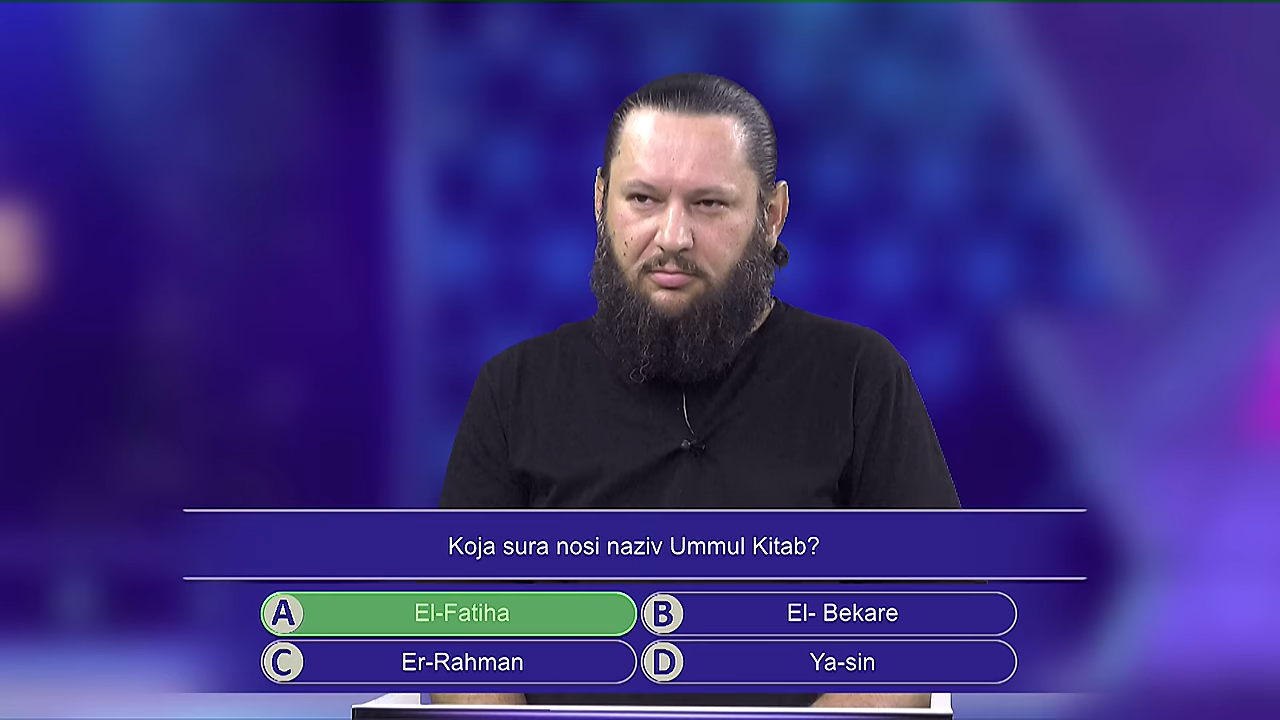 Koja sura nosi naziv Ummul Kitab?
A El-Fatiha
B El- Bekare
C Er-Rahman
D Ya-sin